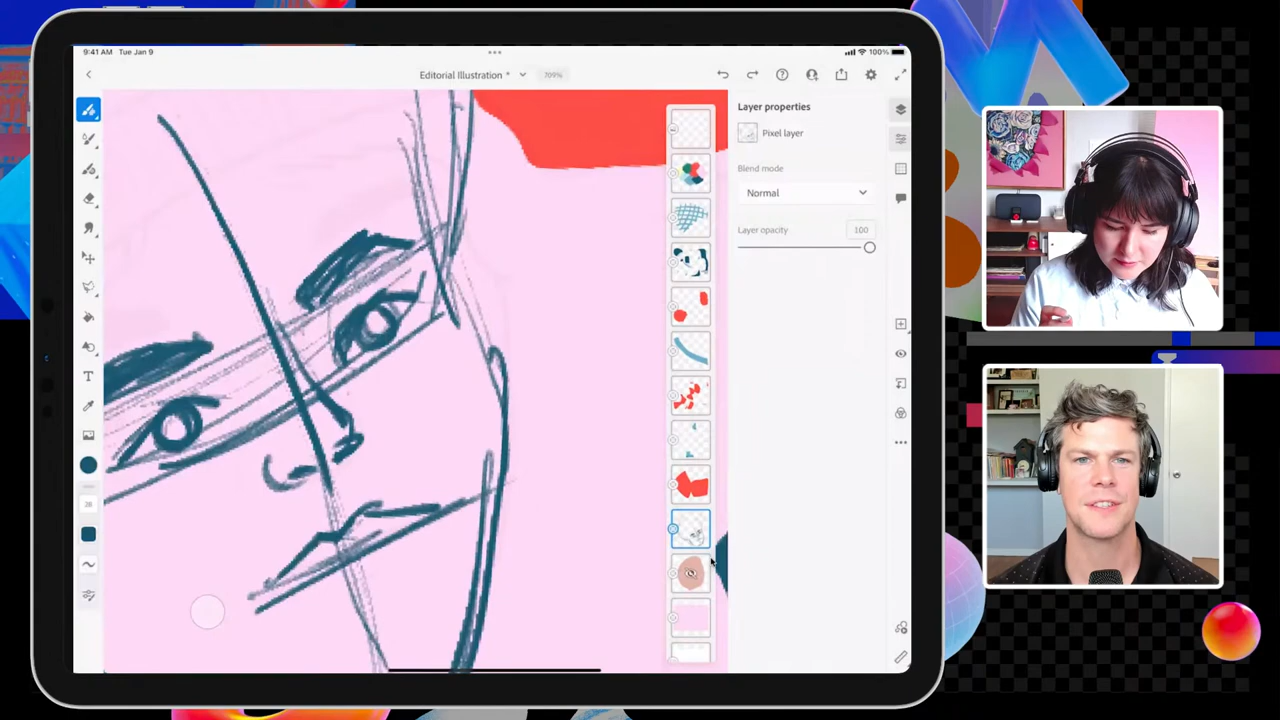 9:41 AM Tue Jan 9
100%
Editorial Illustration * 709%
Layer properties
Pixel layer
Blend mode
Normal
Layer opacity 100
T